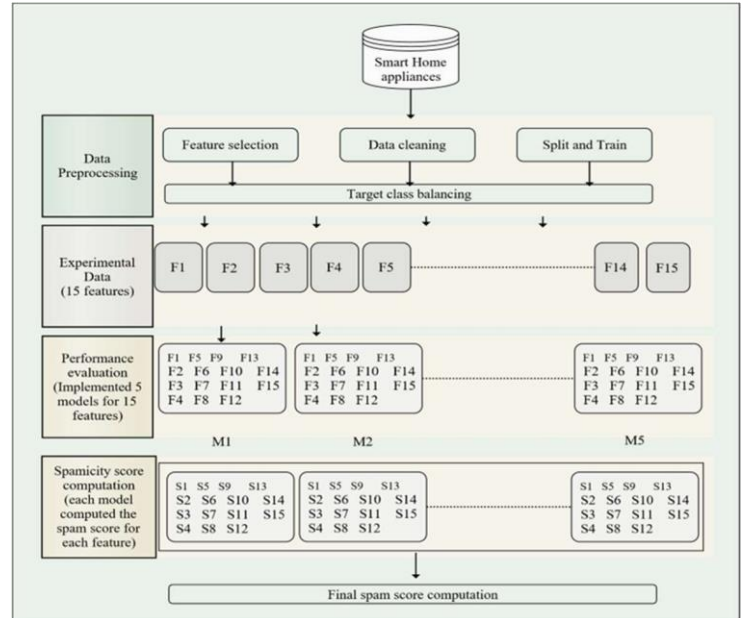 Smart Home
appliances
Data
Preprocessing
Feature selection
Data cleaning
Split and Train
Target class balancing
Experimental
Data
(15 features)
F1
F2
F3
F4
F5
F14
F15
Performance
evaluation
(Implemented 5
models for 15
features)
F1 F5 F9 F13
F2 F6 F10 F14
F3 F7 F11 F15
F4 F8 F12
F1 F5 F9 F13
F2 F6 F10 F14
F3 F7 F11 F15
F4 F8 F12
F1 F5 F9 F13
F2 F6 F10 F14
F3 F7 F11 F15
F4 F8 F12
M1
M2
M5
Spamicity score
computation
(each model
computed the
spam score for
each feature)
S1 S5 S9 S13
S2 S6 S10 S14
S3 S7 S11 S15
S4 S8 S12
S1 S5 S9 S13
S2 S6 S10 S14
S3 S7 S11 S15
S4 S8 S12
S1 S5 S9 S13
S2 S6 S10 S14
S3 S7 S11 S15
S4 S8 S12
Final spam score computation